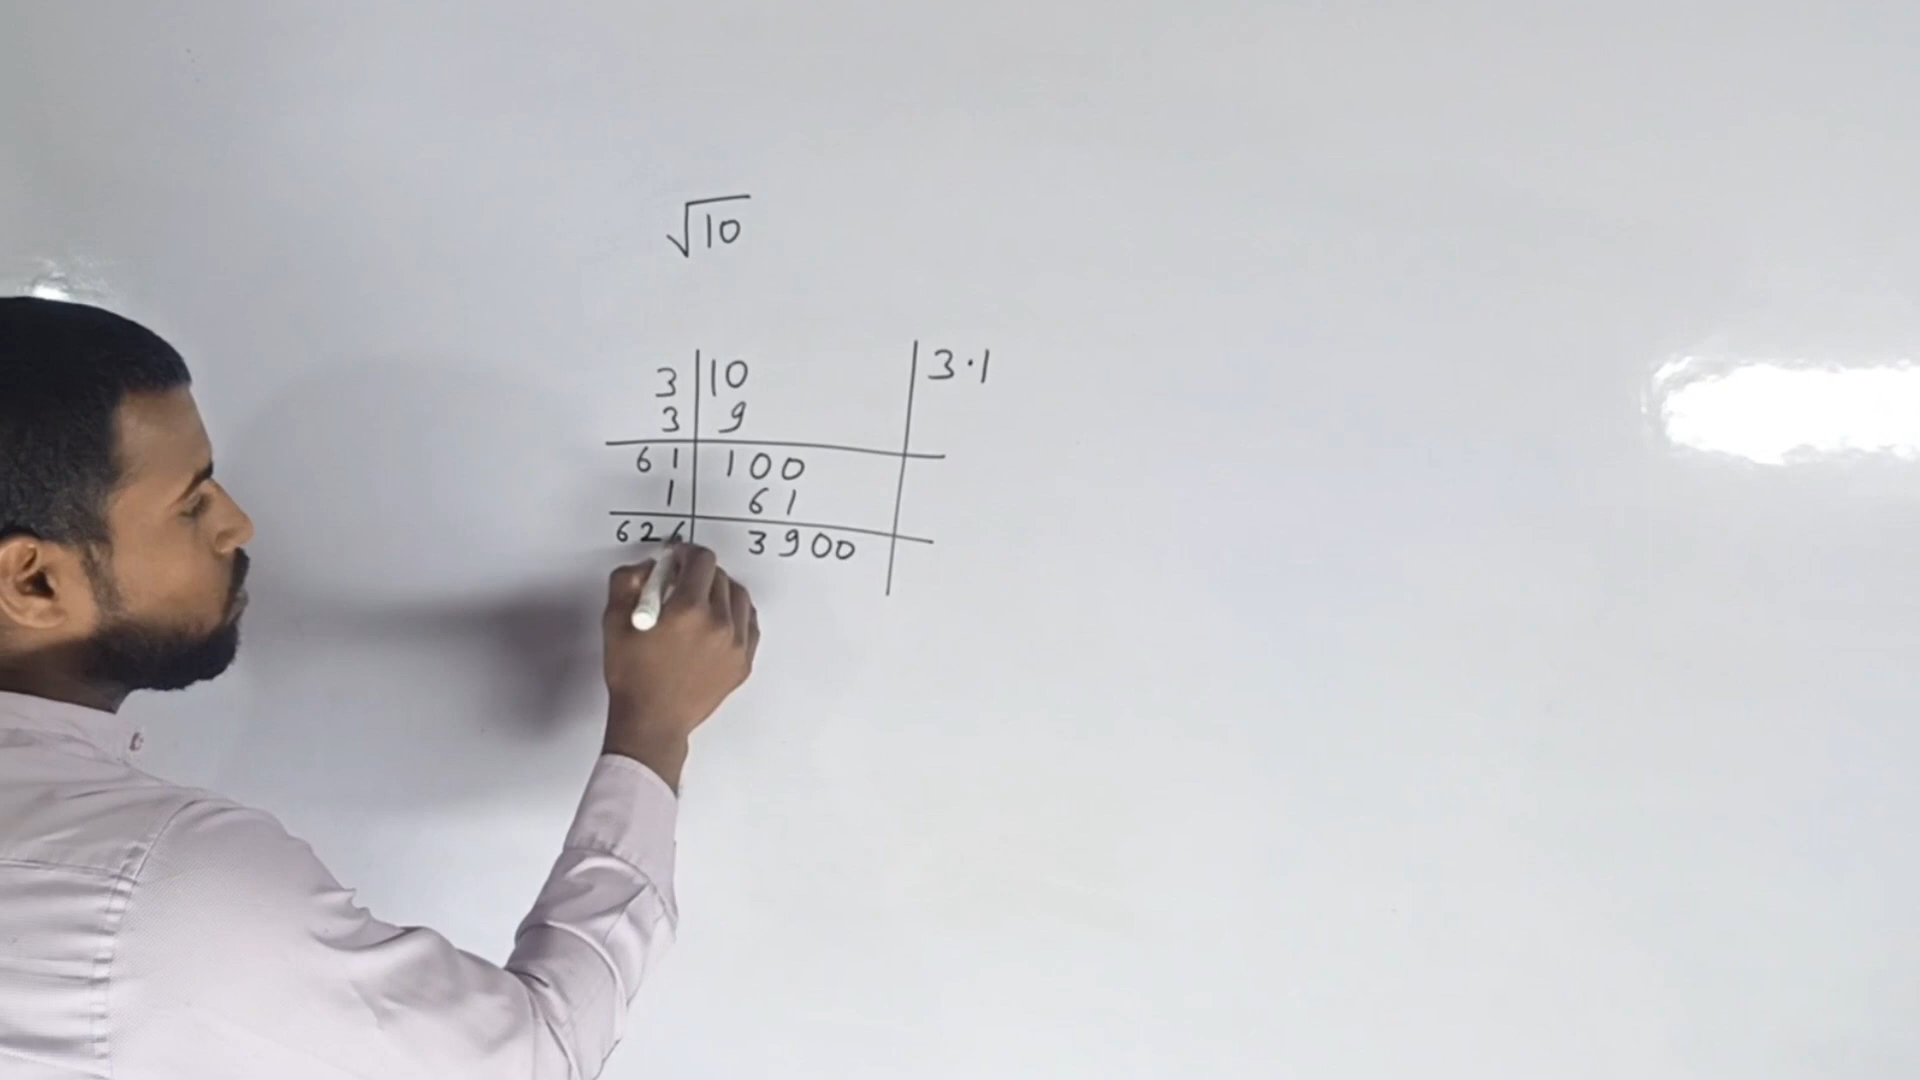 √10
3 | 10 | 3·1
3 | 9
61 | 100
1 | 61
626 | 3900